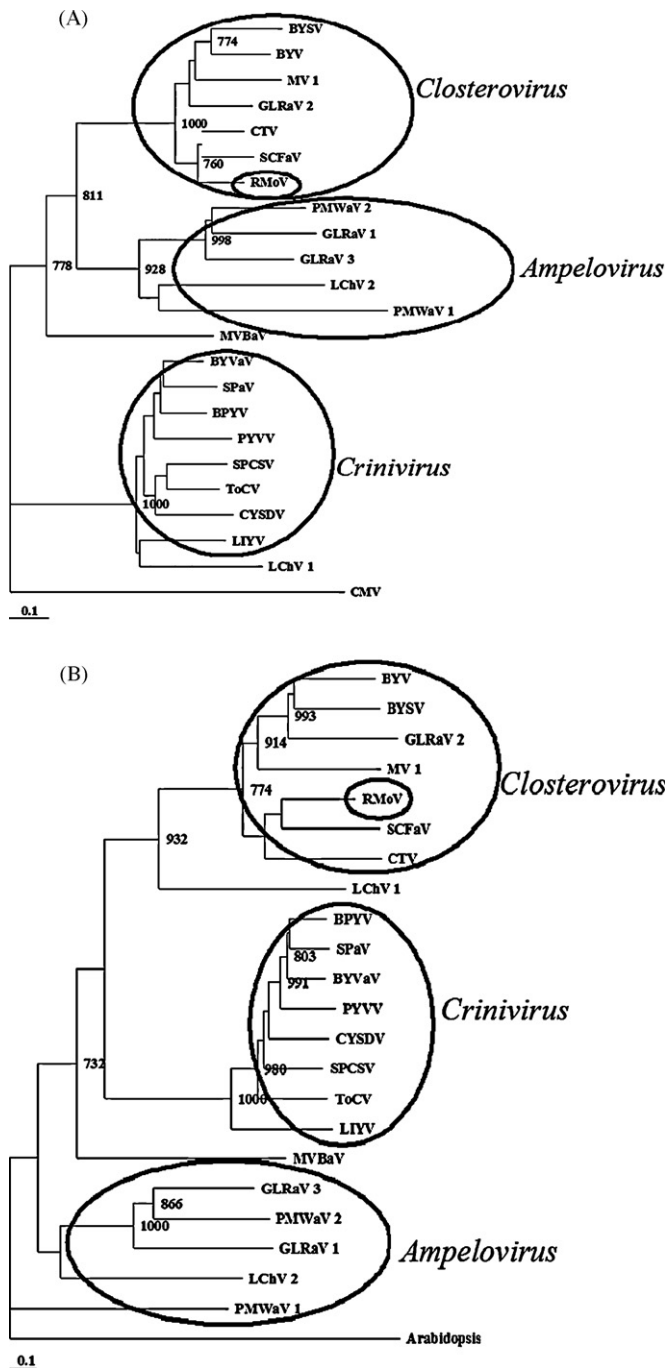 (A)
BYSV
774
BYV
MV 1
Closterovirus
GLRaV 2
1000
CTV
SCFaV
760
RMoV
811
PMWaV 2
GLRaV 1
998
GLRaV 3
778
928
Ampelovirus
LChV 2
PMWaV 1
MVBaV
BYVaV
SPaV
BPYV
PYVV
SPCSV
Crinivirus
ToCV
1000
CYSDV
LIYV
LChV 1
CMV
0.1
(B)
BYV
BYSV
993
GLRaV 2
914
MV 1
Closterovirus
774
RMoV
SCFaV
932
CTV
LChV 1
BPYV
SPaV
803
BYVaV
991
Crinivirus
PYVV
CYSDV
732
980
SPCSV
1000
ToCV
LIYV
MVBaV
GLRaV 3
866
PMWaV 2
1000
GLRaV 1
Ampelovirus
LChV 2
PMWaV 1
Arabidopsis
0.1